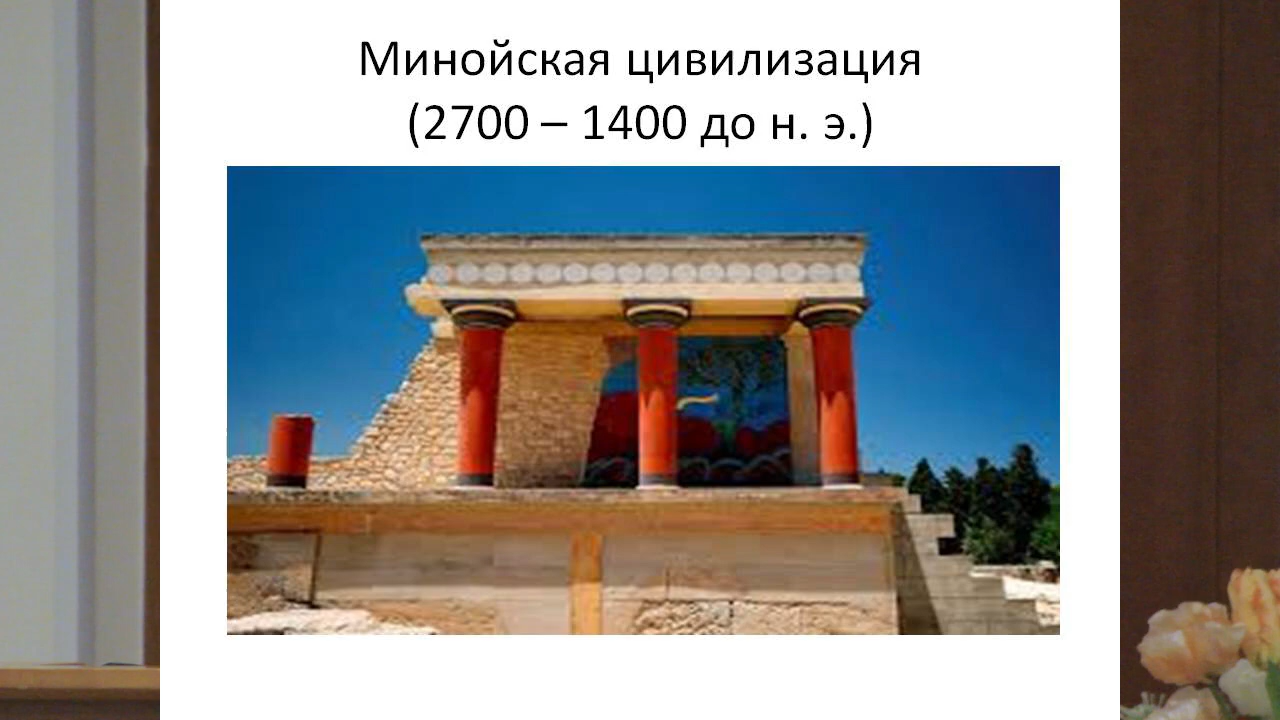 Минойская цивилизация
(2700 – 1400 до н. э.)